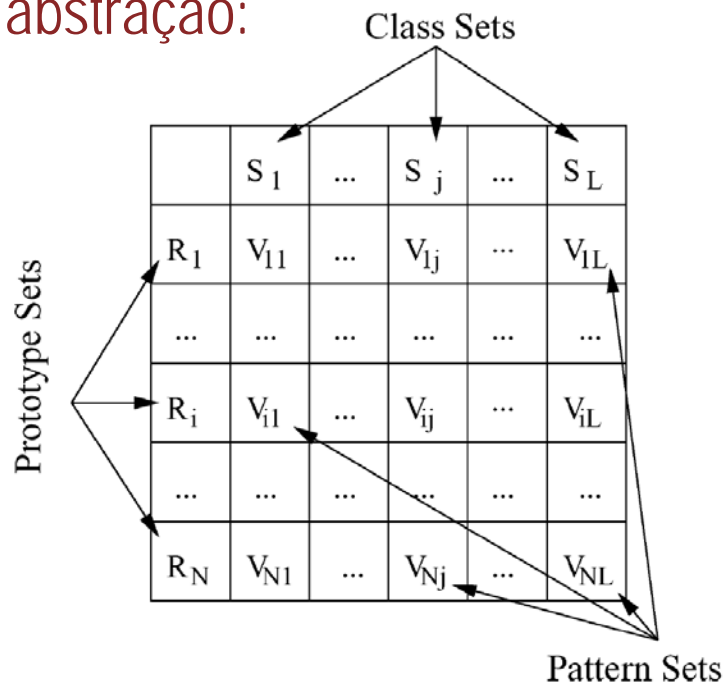 abstração:
Class Sets
S 1 ... S j ... S L
R 1 V11 ... V1j ... V1L
... ... ... ... ... ...
Prototype Sets
R i Vi1 ... Vij ... ViL
... ... ... ... ... ...
R N VN1 ... VNj ... VNL
Pattern Sets